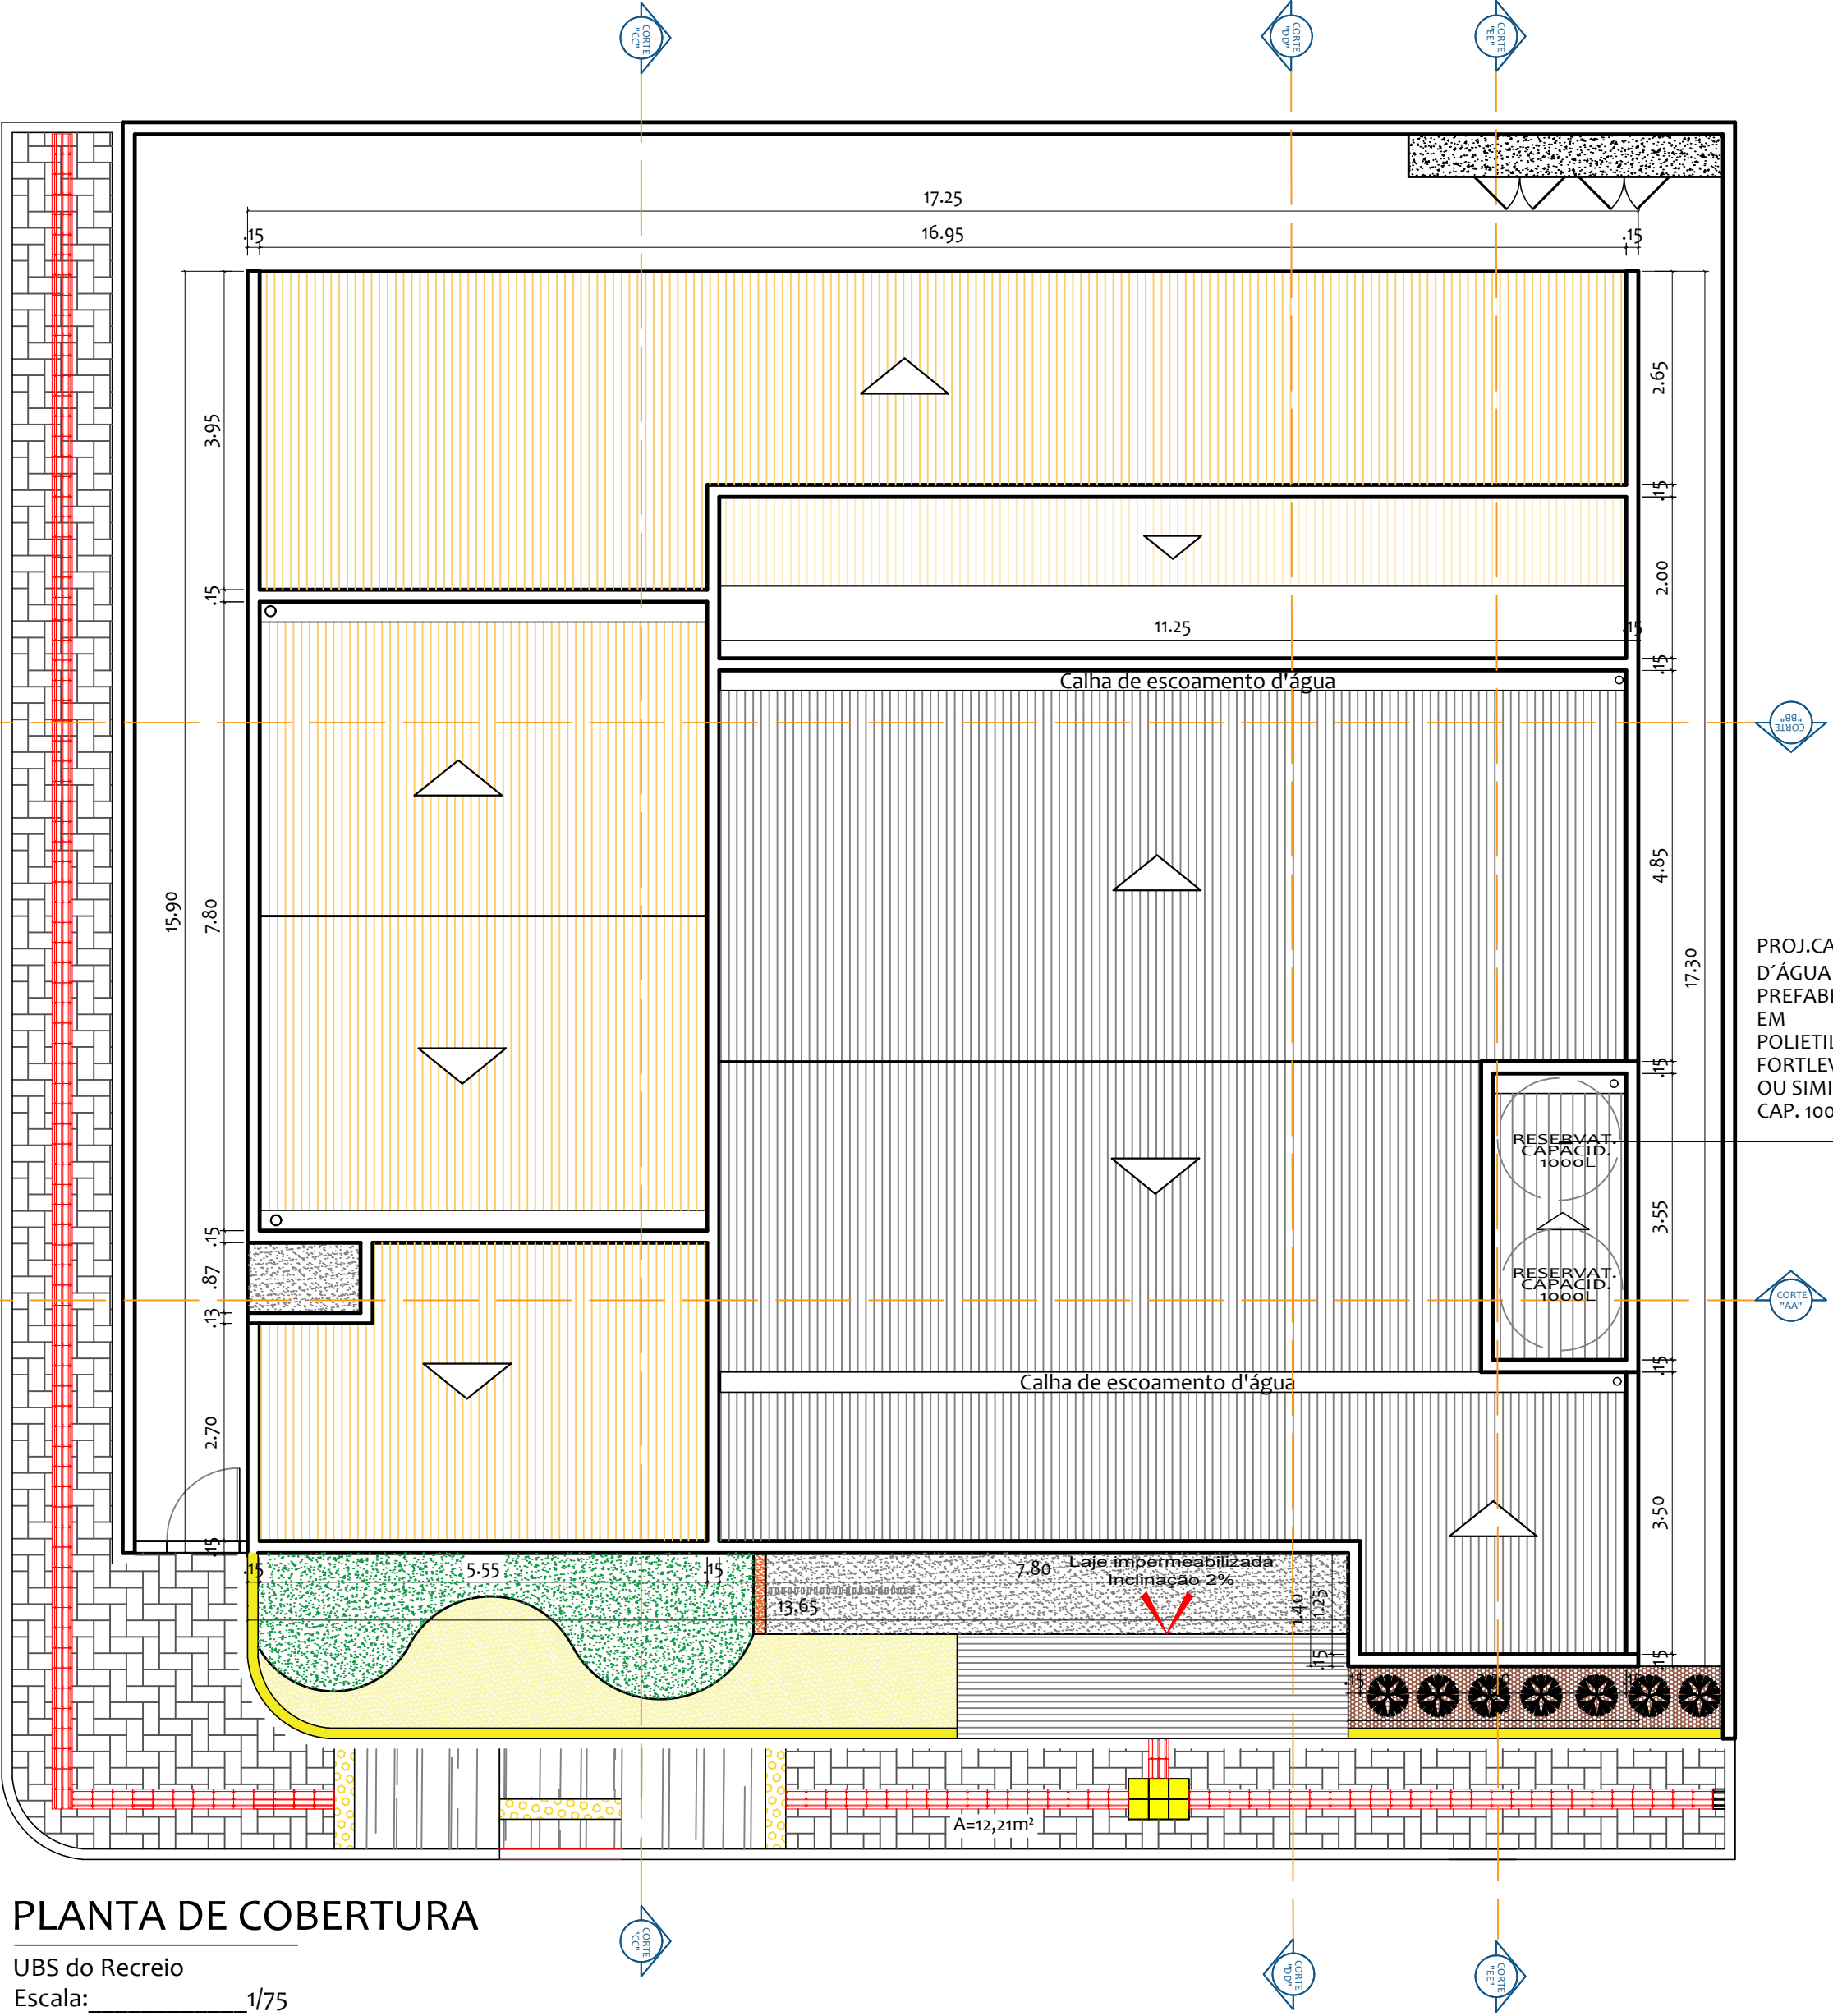 CORTE
"CC"
CORTE
"DD"
CORTE
"EE"
17.25
.15
16.95
.15
2.65
3.95
.15
.15
2.00
11.25
.15
.15
Calha de escoamento d'água
CORTE
"BB"
4.85
15.90
7.80
17.30
PROJ.CA
D´ÁGUA
PREFAB
EM
POLIETIL
FORTLEV
OU SIMI
CAP. 100
.15
RESERVAT.
CAPACID.
1000L
3.55
.15
.87
.13
RESERVAT.
CAPACID.
1000L
CORTE
"AA"
.15
Calha de escoamento d'água
2.70
3.50
.15
.15
5.55
.15
7.80
Laje impermeabilizada
Inclinação 2%
13.65
1.40
1.25
.15
.15
.15
A=12,21m²
PLANTA DE COBERTURA
UBS do Recreio
Escala:______________1/75
CORTE
"CC"
CORTE
"DD"
CORTE
"EE"